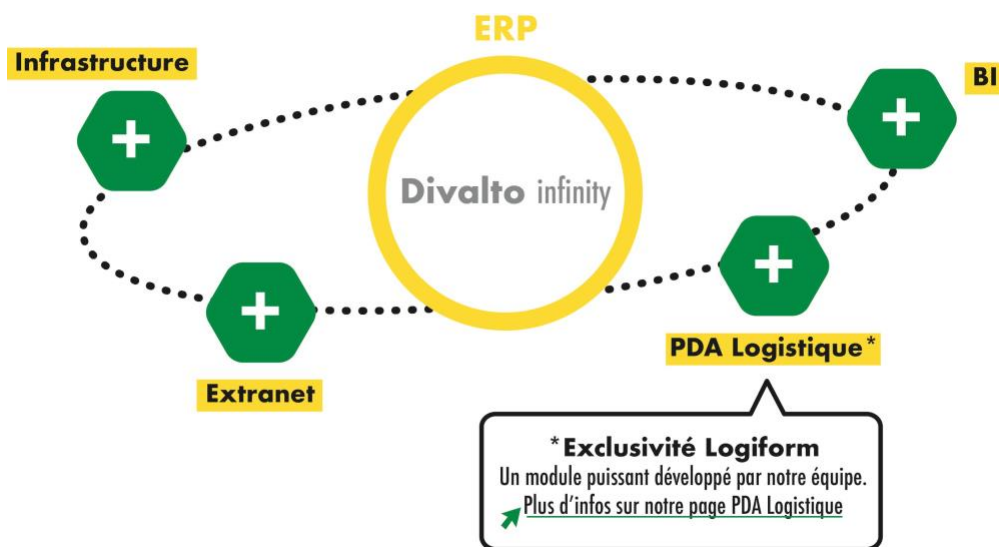 ERP
Infrastructure
BI
Divalto infinity
PDA Logistique*
Extranet
*Exclusivité Logiform
Un module puissant développé par notre équipe.
Plus d’infos sur notre page PDA Logistique